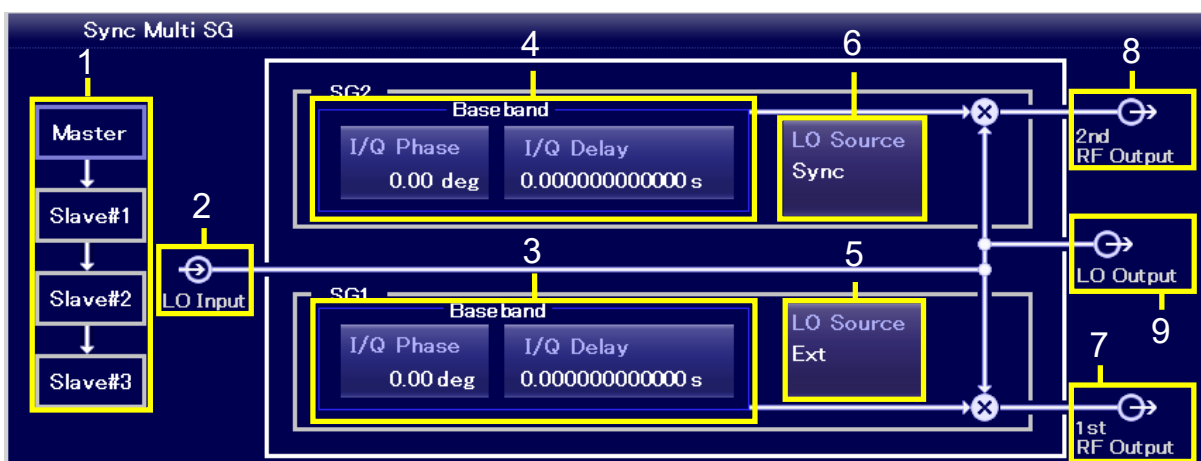 Sync Multi SG
1
Master
Slave#1
Slave#2
Slave#3
2
LO Input
4
SG2
Baseband
I/Q Phase
0.00 deg
I/Q Delay
0.000000000000 s
6
LO Source
Sync
8
2nd
RF Output
3
SG1
Baseband
I/Q Phase
0.00 deg
I/Q Delay
0.000000000000 s
5
LO Source
Ext
LO Output
9
7
1st
RF Output